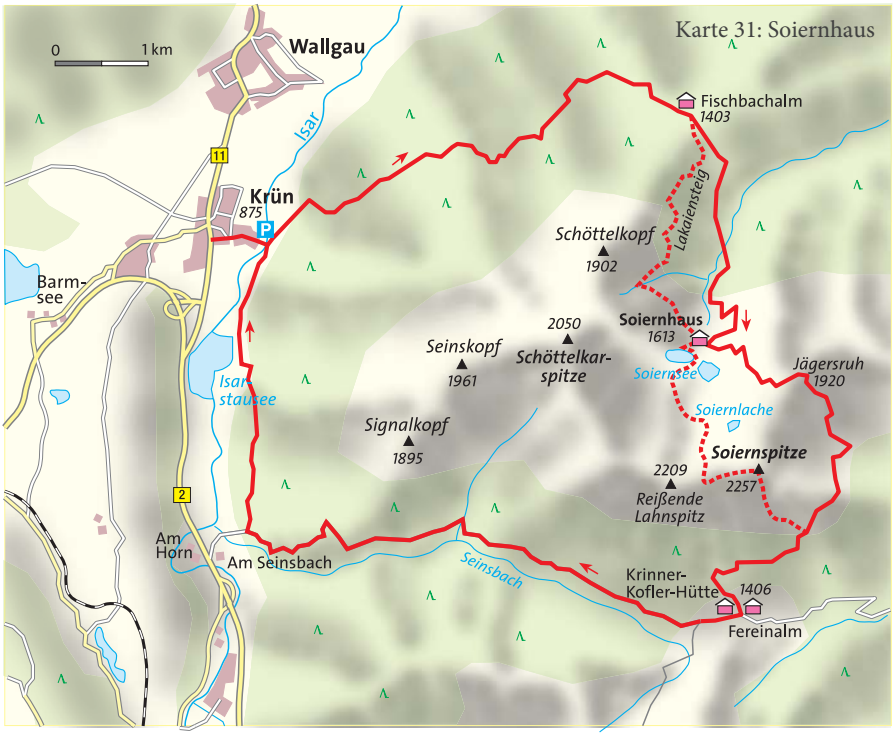 Karte 31: Soiernhaus
0
1 km
Wallgau
Isar
Fischbachalm
1403
11
Krün
875
P
Lakaiensteig
Schöttelkopf
1902
Barm-
see
Soiernhaus
1613
2050
Schöttelkar-
spitze
Seinskopf
1961
Jägersruh
1920
Soiernsee
Isar-
stausee
Soiernlache
Signalkopf
1895
Soiernspitze
2257
2209
Reißende
Lahnspitz
2
Am
Horn
Am Seinsbach
Seinsbach
Krinner-
Kofler-Hütte
1406
Fereinalm